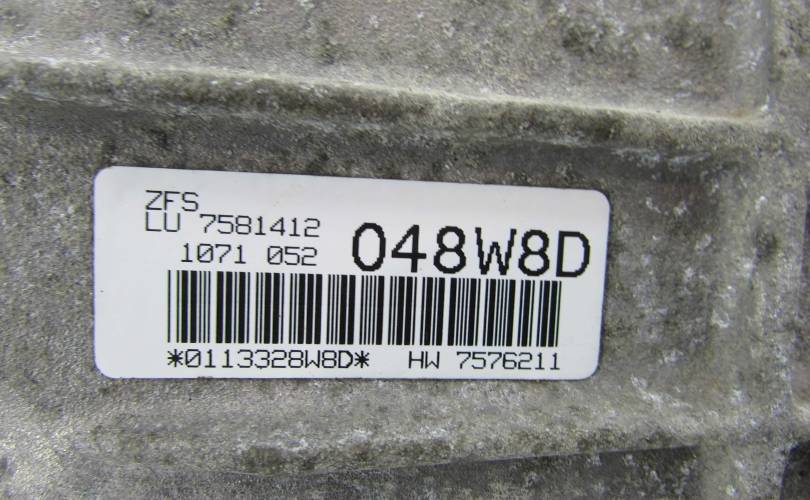 ZFS
LU 7581412
1071 052 048W8D
*0113328W8D* HW 7576211